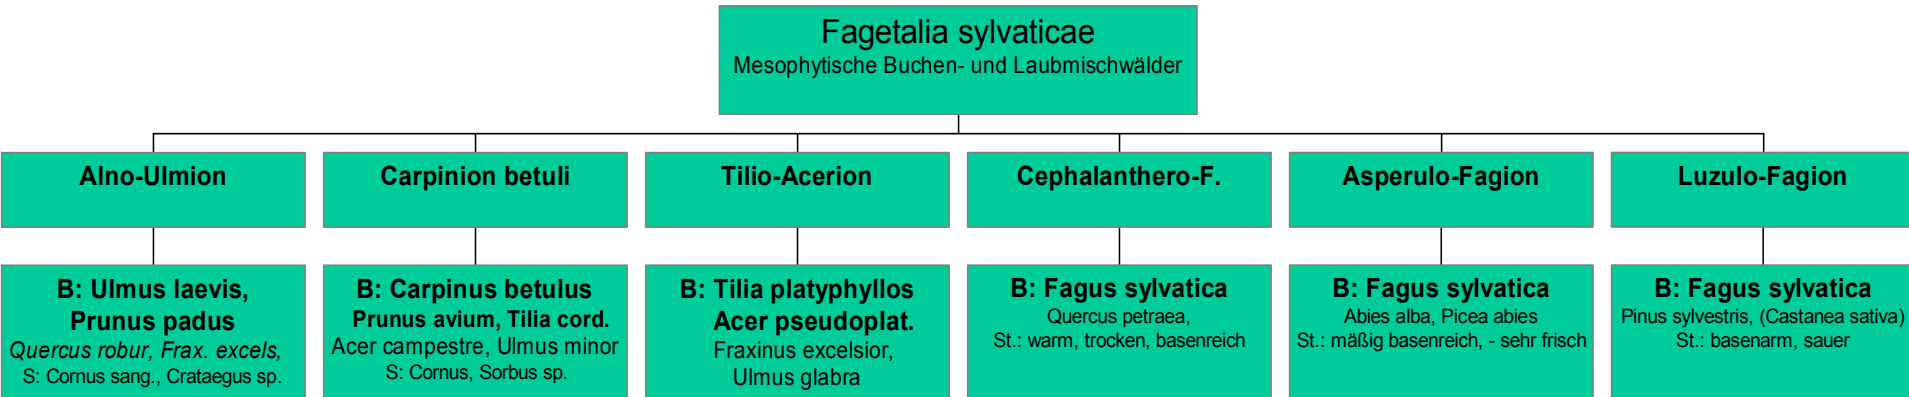 Fagetalia sylvaticae
Mesophytische Buchen- und Laubmischwälder
Alno-Ulmion
Carpinion betuli
Tilio-Acerion
Cephalanthero-F.
Asperulo-Fagion
Luzulo-Fagion
B: Ulmus laevis,
Prunus padus
Quercus robur, Frax. excels,
S: Cornus sang., Crataegus sp.
B: Carpinus betulus
Prunus avium, Tilia cord.
Acer campestre, Ulmus minor
S: Cornus, Sorbus sp.
B: Tilia platyphyllos
Acer pseudoplat.
Fraxinus excelsior,
Ulmus glabra
B: Fagus sylvatica
Quercus petraea,
St.: warm, trocken, basenreich
B: Fagus sylvatica
Abies alba, Picea abies
St.: mäßig basenreich, - sehr frisch
B: Fagus sylvatica
Pinus sylvestris, (Castanea sativa)
St.: basenarm, sauer